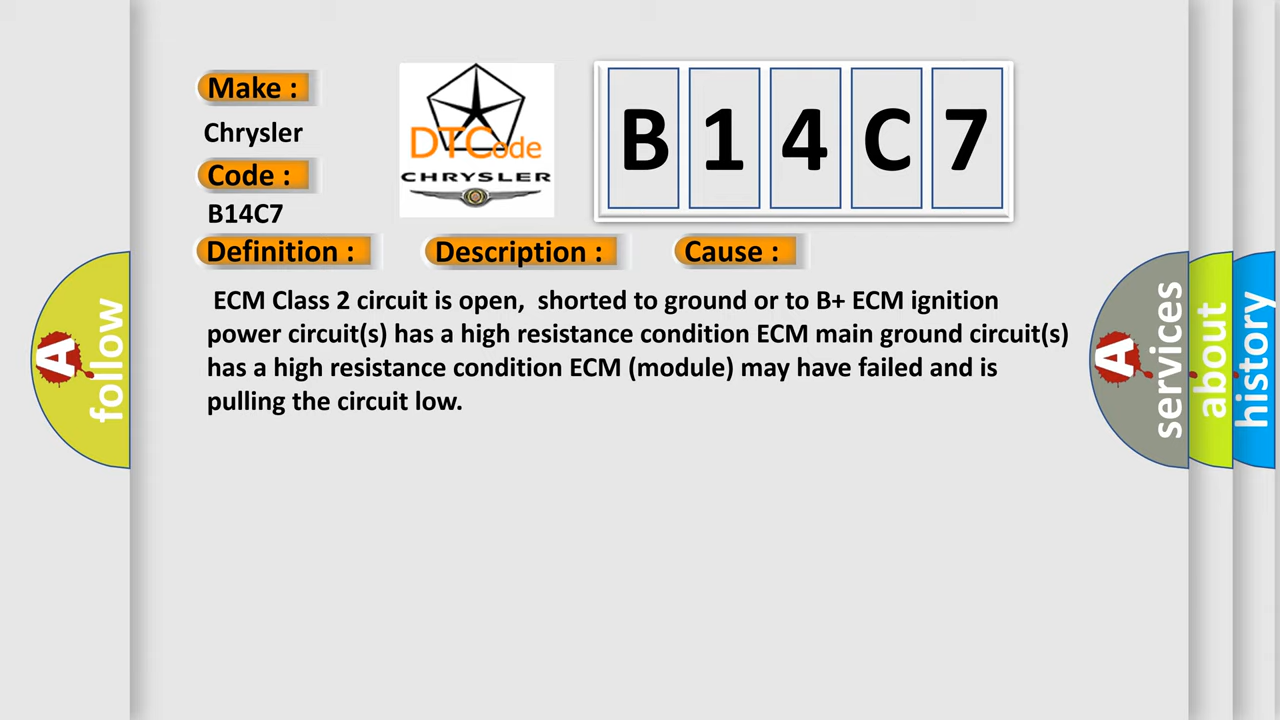 Make :
Chrysler
Code :
B14C7
DTCode
CHRYSLER
B 1 4 C 7
Definition :
Description :
Cause :
ECM Class 2 circuit is open, shorted to ground or to B+ ECM ignition
power circuit(s) has a high resistance condition ECM main ground circuit(s)
has a high resistance condition ECM (module) may have failed and is
pulling the circuit low.
A
follow
A
services
about
history